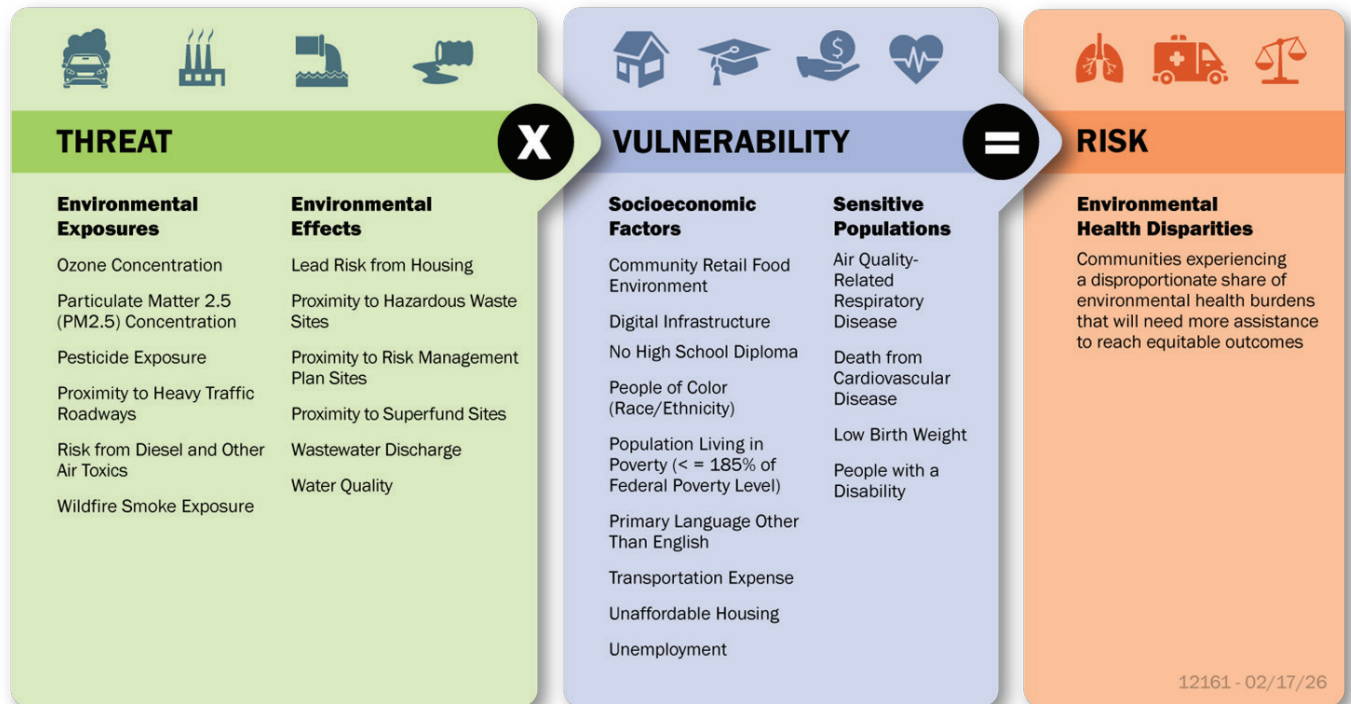 THREAT
X
VULNERABILITY
=
RISK
Environmental
Exposures
Ozone Concentration
Particulate Matter 2.5
(PM2.5) Concentration
Pesticide Exposure
Proximity to Heavy Traffic
Roadways
Risk from Diesel and Other
Air Toxics
Wildfire Smoke Exposure
Environmental
Effects
Lead Risk from Housing
Proximity to Hazardous Waste
Sites
Proximity to Risk Management
Plan Sites
Proximity to Superfund Sites
Wastewater Discharge
Water Quality
$
Socioeconomic
Factors
Community Retail Food
Environment
Digital Infrastructure
No High School Diploma
People of Color
(Race/Ethnicity)
Population Living in
Poverty (< = 185% of
Federal Poverty Level)
Primary Language Other
Than English
Transportation Expense
Unaffordable Housing
Unemployment
Sensitive
Populations
Air Quality-
Related
Respiratory
Disease
Death from
Cardiovascular
Disease
Low Birth Weight
People with a
Disability
Environmental
Health Disparities
Communities experiencing
a disproportionate share of
environmental health burdens
that will need more assistance
to reach equitable outcomes
12161 - 02/17/26